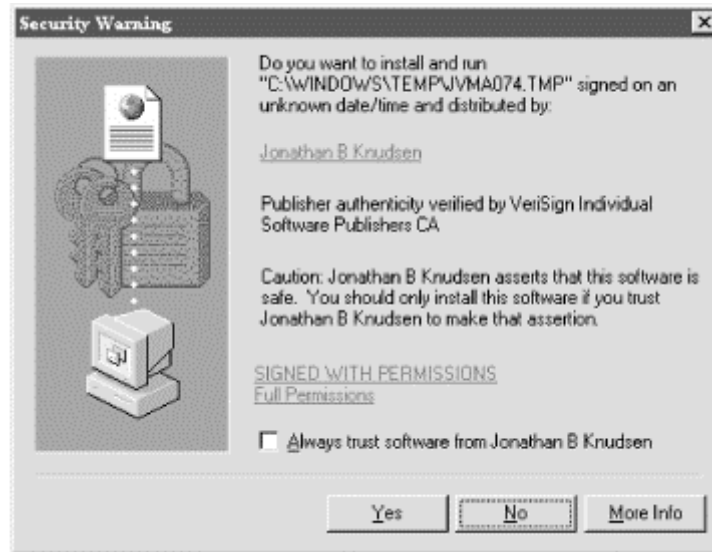 Security Warning
Do you want to install and run
"C:\WINDOWS\TEMP\JVMA074.TMP" signed on an
unknown date/time and distributed by:
Jonathan B Knudsen
Publisher authenticity verified by VeriSign Individual
Software Publishers CA
Caution: Jonathan B Knudsen asserts that this software is
safe. You should only install this software if you trust
Jonathan B Knudsen to make that assertion.
SIGNED WITH PERMISSIONS
Full Permissions
Always trust software from Jonathan B Knudsen
Yes No More Info